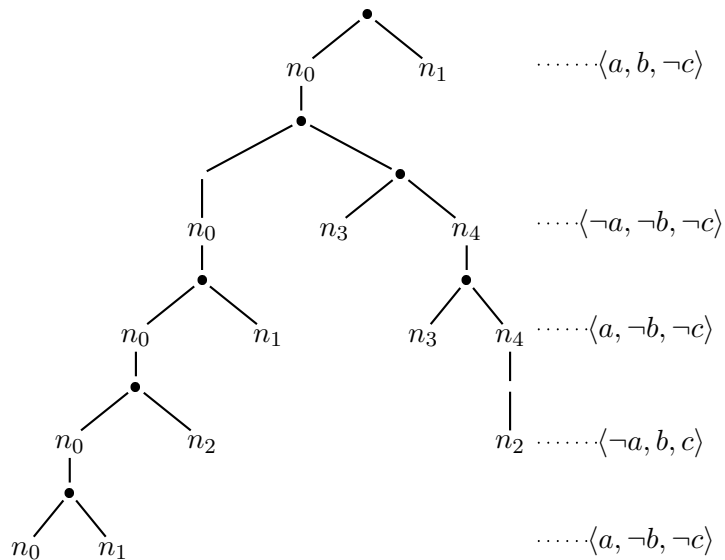 n₀ n₁ ·······⟨a, b, ¬c⟩
n₀ n₃ n₄ ·····⟨¬a, ¬b, ¬c⟩
n₀ n₁ n₃ n₄ ······⟨a, ¬b, ¬c⟩
n₀ n₂ n₂ ·······⟨¬a, b, c⟩
n₀ n₁ ······⟨a, ¬b, ¬c⟩